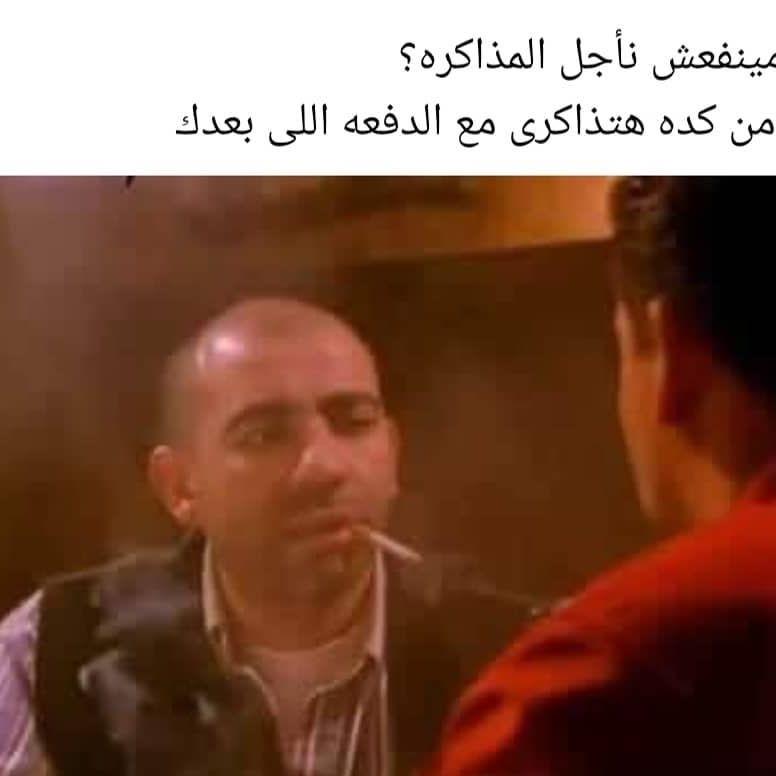 مينفعش نأجل المذاكره؟
من كده هتذاكرى مع الدفعه اللى بعدك